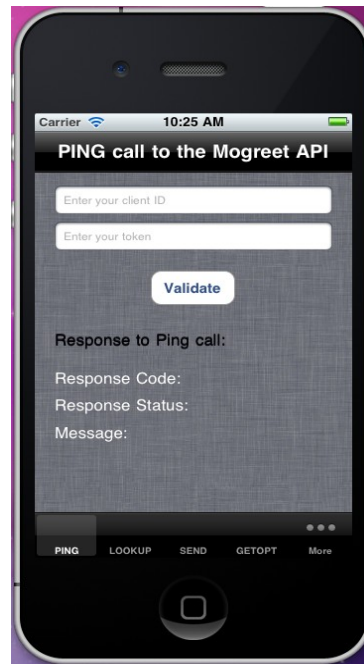 Carrier 10:25 AM
PING call to the Mogreet API
Enter your client ID
Enter your token
Validate
Response to Ping call:
Response Code:
Response Status:
Message:
PING LOOKUP SEND GETOPT More